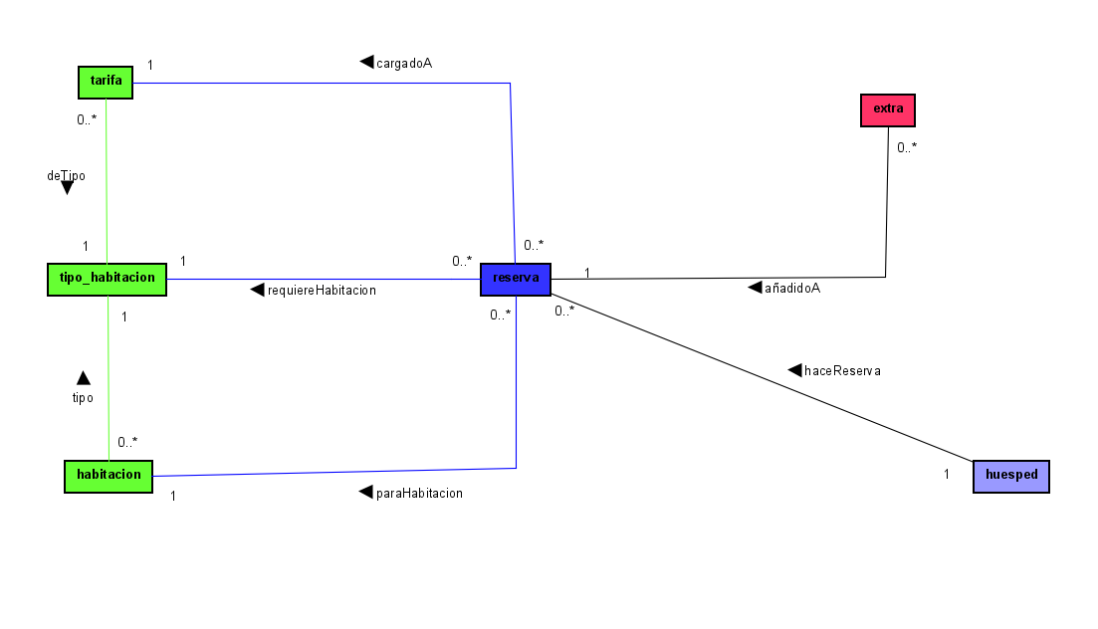 1
cargadoA
tarifa
extra
0..*
0..*
deTipo
1
0..*
1
0..*
1
tipo_habitacion
reserva
requiereHabitacion
añadidoA
1
0..*
0..*
haceReserva
tipo
0..*
habitacion
1
huesped
1
paraHabitacion